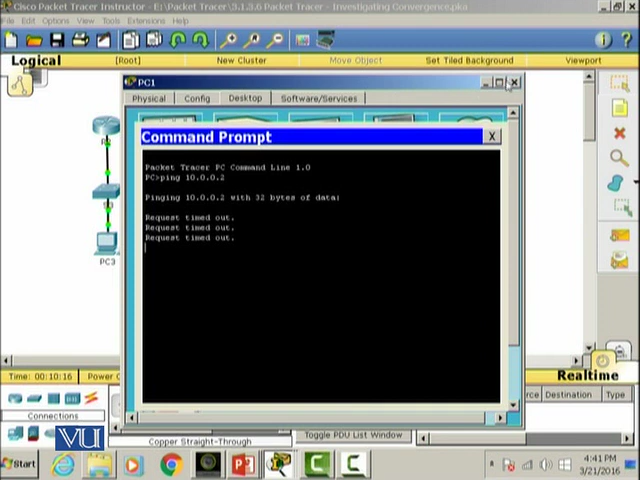 Cisco Packet Tracer Instructor - E:\Packet Tracer\3.1.3.6 Packet Tracer - Investigating Convergence.pka
File Edit Options View Tools Extensions Help
Logical
[Root]
New Cluster
Move Object
Set Tiled Background
Viewport
PC1
Physical
Config
Desktop
Software/Services
Command Prompt
X
Packet Tracer PC Command Line 1.0
PC>ping 10.0.0.2
Pinging 10.0.0.2 with 32 bytes of data:
Request timed out.
Request timed out.
Request timed out.
PC3
Time: 00:10:16
Power C
Realtime
Connections
rce
Destination
Type
VU
Copper Straight-Through
Toggle PDU List Window
Start
4:41 PM
3/21/2016